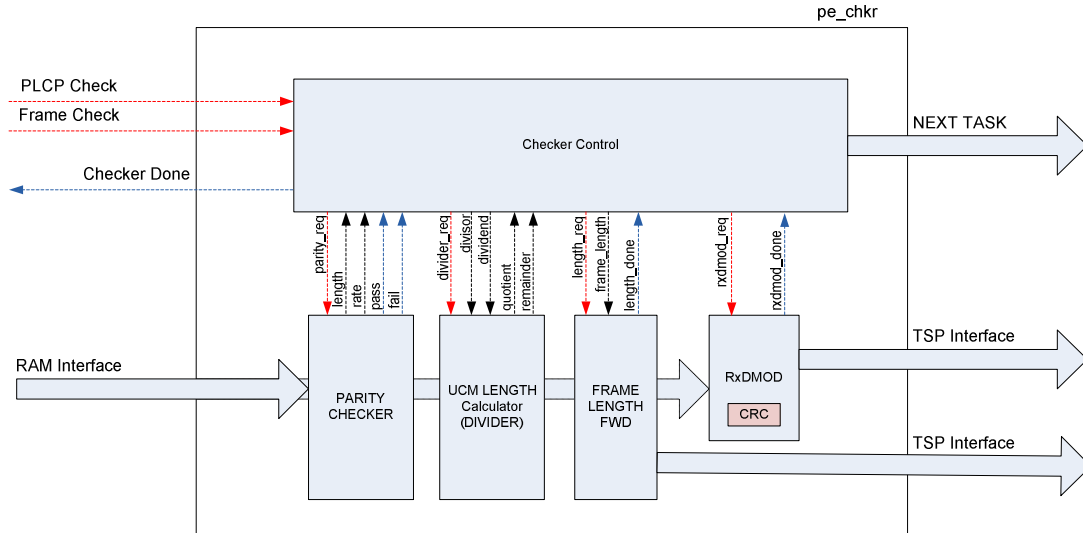 pe_chkr
PLCP Check
Frame Check
Checker Done
Checker Control
NEXT TASK
parity_req
length
rate
pass
fail
divider_req
divisor
dividend
quotient
remainder
length_req
frame_length
length_done
rxdmod_req
rxdmod_done
RAM Interface
PARITY
CHECKER
UCM LENGTH
Calculator
(DIVIDER)
FRAME
LENGTH
FWD
RxDMOD
CRC
TSP Interface
TSP Interface